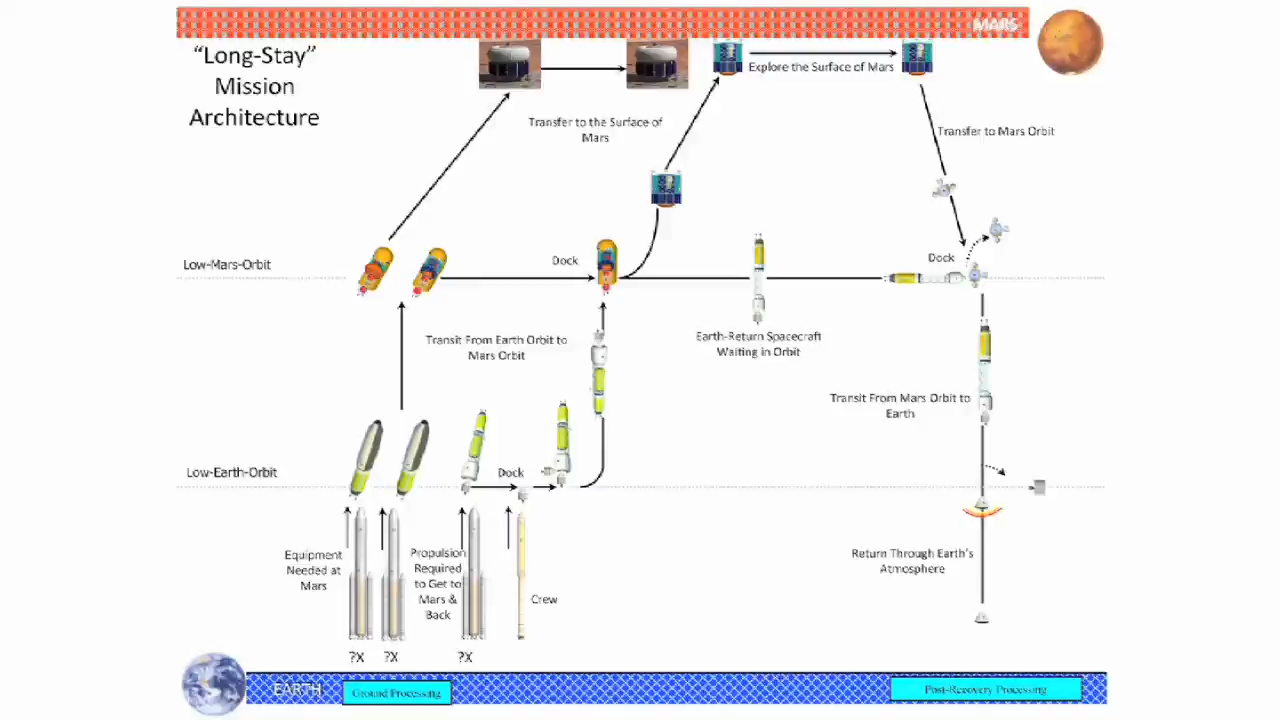 MARS
“Long-Stay”
Mission
Architecture
Explore the Surface of Mars
Transfer to the Surface of
Mars
Transfer to Mars Orbit
Low-Mars-Orbit
Dock
Dock
Transit From Earth Orbit to
Mars Orbit
Earth-Return Spacecraft
Waiting in Orbit
Transit From Mars Orbit to
Earth
Low-Earth-Orbit
Dock
Equipment
Needed at
Mars
Propulsion
Required
to Get to
Mars &
Back
Crew
Return Through Earth's
Atmosphere
?X
?X
?X
EARTH
Ground Processing
Post-Recovery Processing